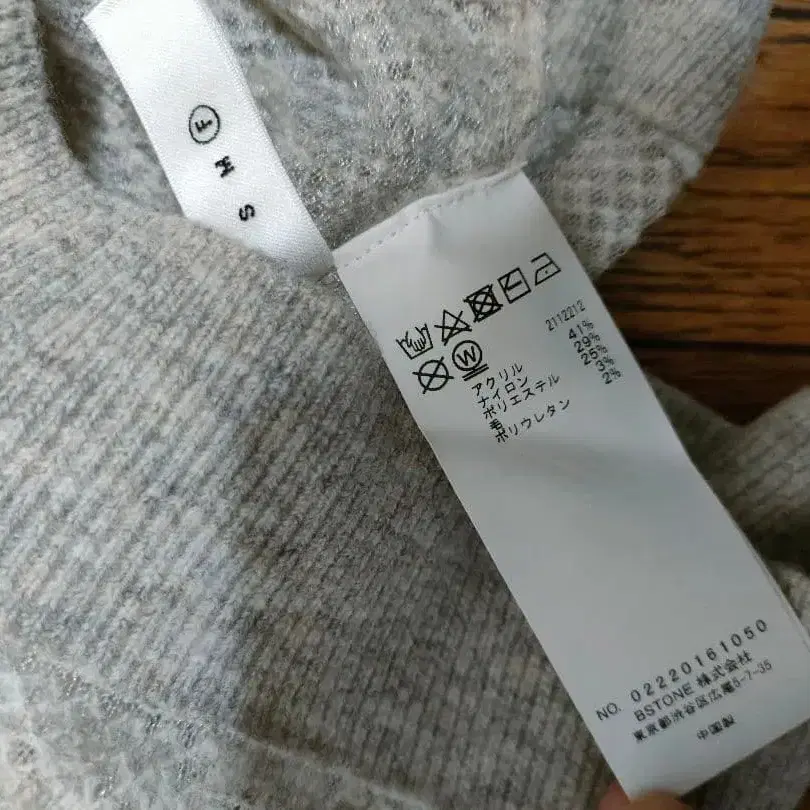 F
H
S
2112212
アクリル 41%
ナイロン 29%
ポリエステル 25%
毛 3%
ポリウレタン 2%
W
NO. 02220161050
BSTONE 株式会社
東京都渋谷区広尾5-7-35
中国製